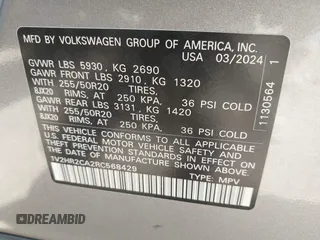 MFD BY VOLKSWAGEN GROUP OF AMERICA, INC.
USA 03/2024
GVWR LBS 5930, KG 2690
GAWR FRONT LBS 2910, KG 1320
WITH 255/50R20 TIRES,
8JX20 RIMS, AT 250 KPA. 36 PSI COLD
GAWR REAR LBS 3131, KG 1420
WITH 255/50R20 TIRES,
8JX20 RIMS, AT 250 KPA. 36 PSI COLD
THIS VEHICLE CONFORMS TO ALL APPLICABLE
U.S. FEDERAL MOTOR VEHICLE SAFETY
STANDARDS IN EFFECT ON THE DATE OF
MANUFACTURE SHOWN ABOVE.
1V2HR2CA2RC568429 TYPE: MPV
1130564 1
DREAMBID